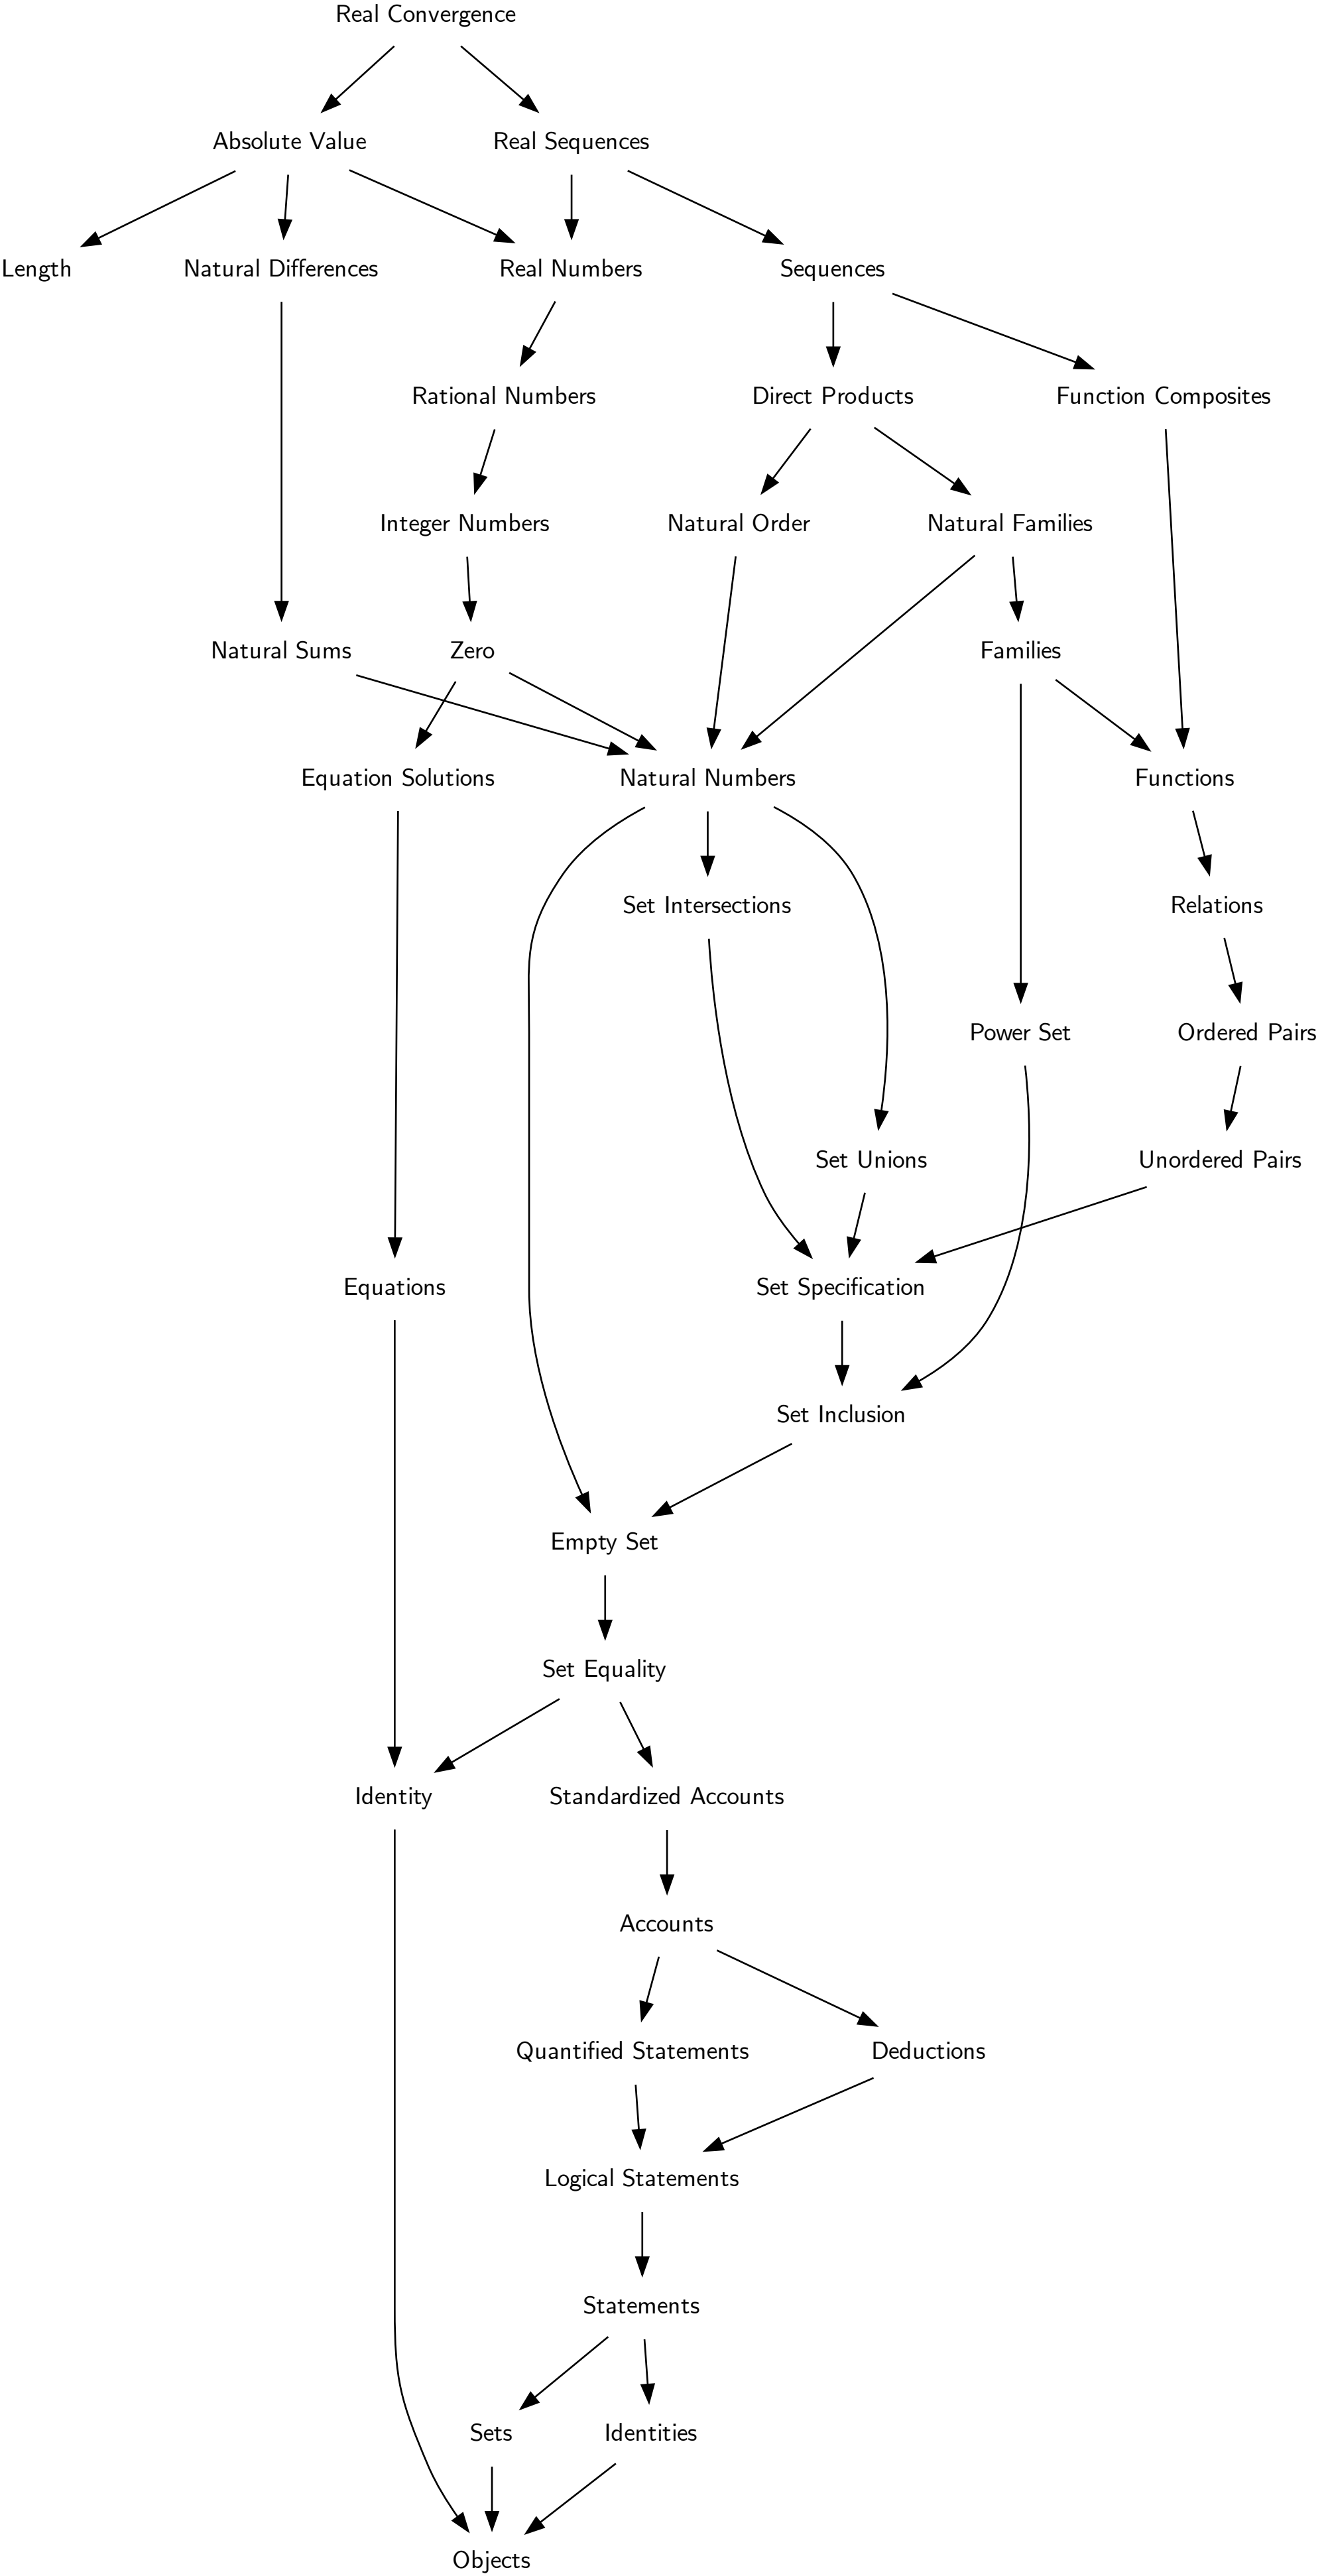 Real Convergence
Absolute Value
Real Sequences
Length
Natural Differences
Real Numbers
Sequences
Rational Numbers
Direct Products
Function Composites
Integer Numbers
Natural Order
Natural Families
Natural Sums
Zero
Families
Equation Solutions
Natural Numbers
Functions
Set Intersections
Relations
Power Set
Ordered Pairs
Set Unions
Unordered Pairs
Equations
Set Specification
Set Inclusion
Empty Set
Set Equality
Identity
Standardized Accounts
Accounts
Quantified Statements
Deductions
Logical Statements
Statements
Sets
Identities
Objects